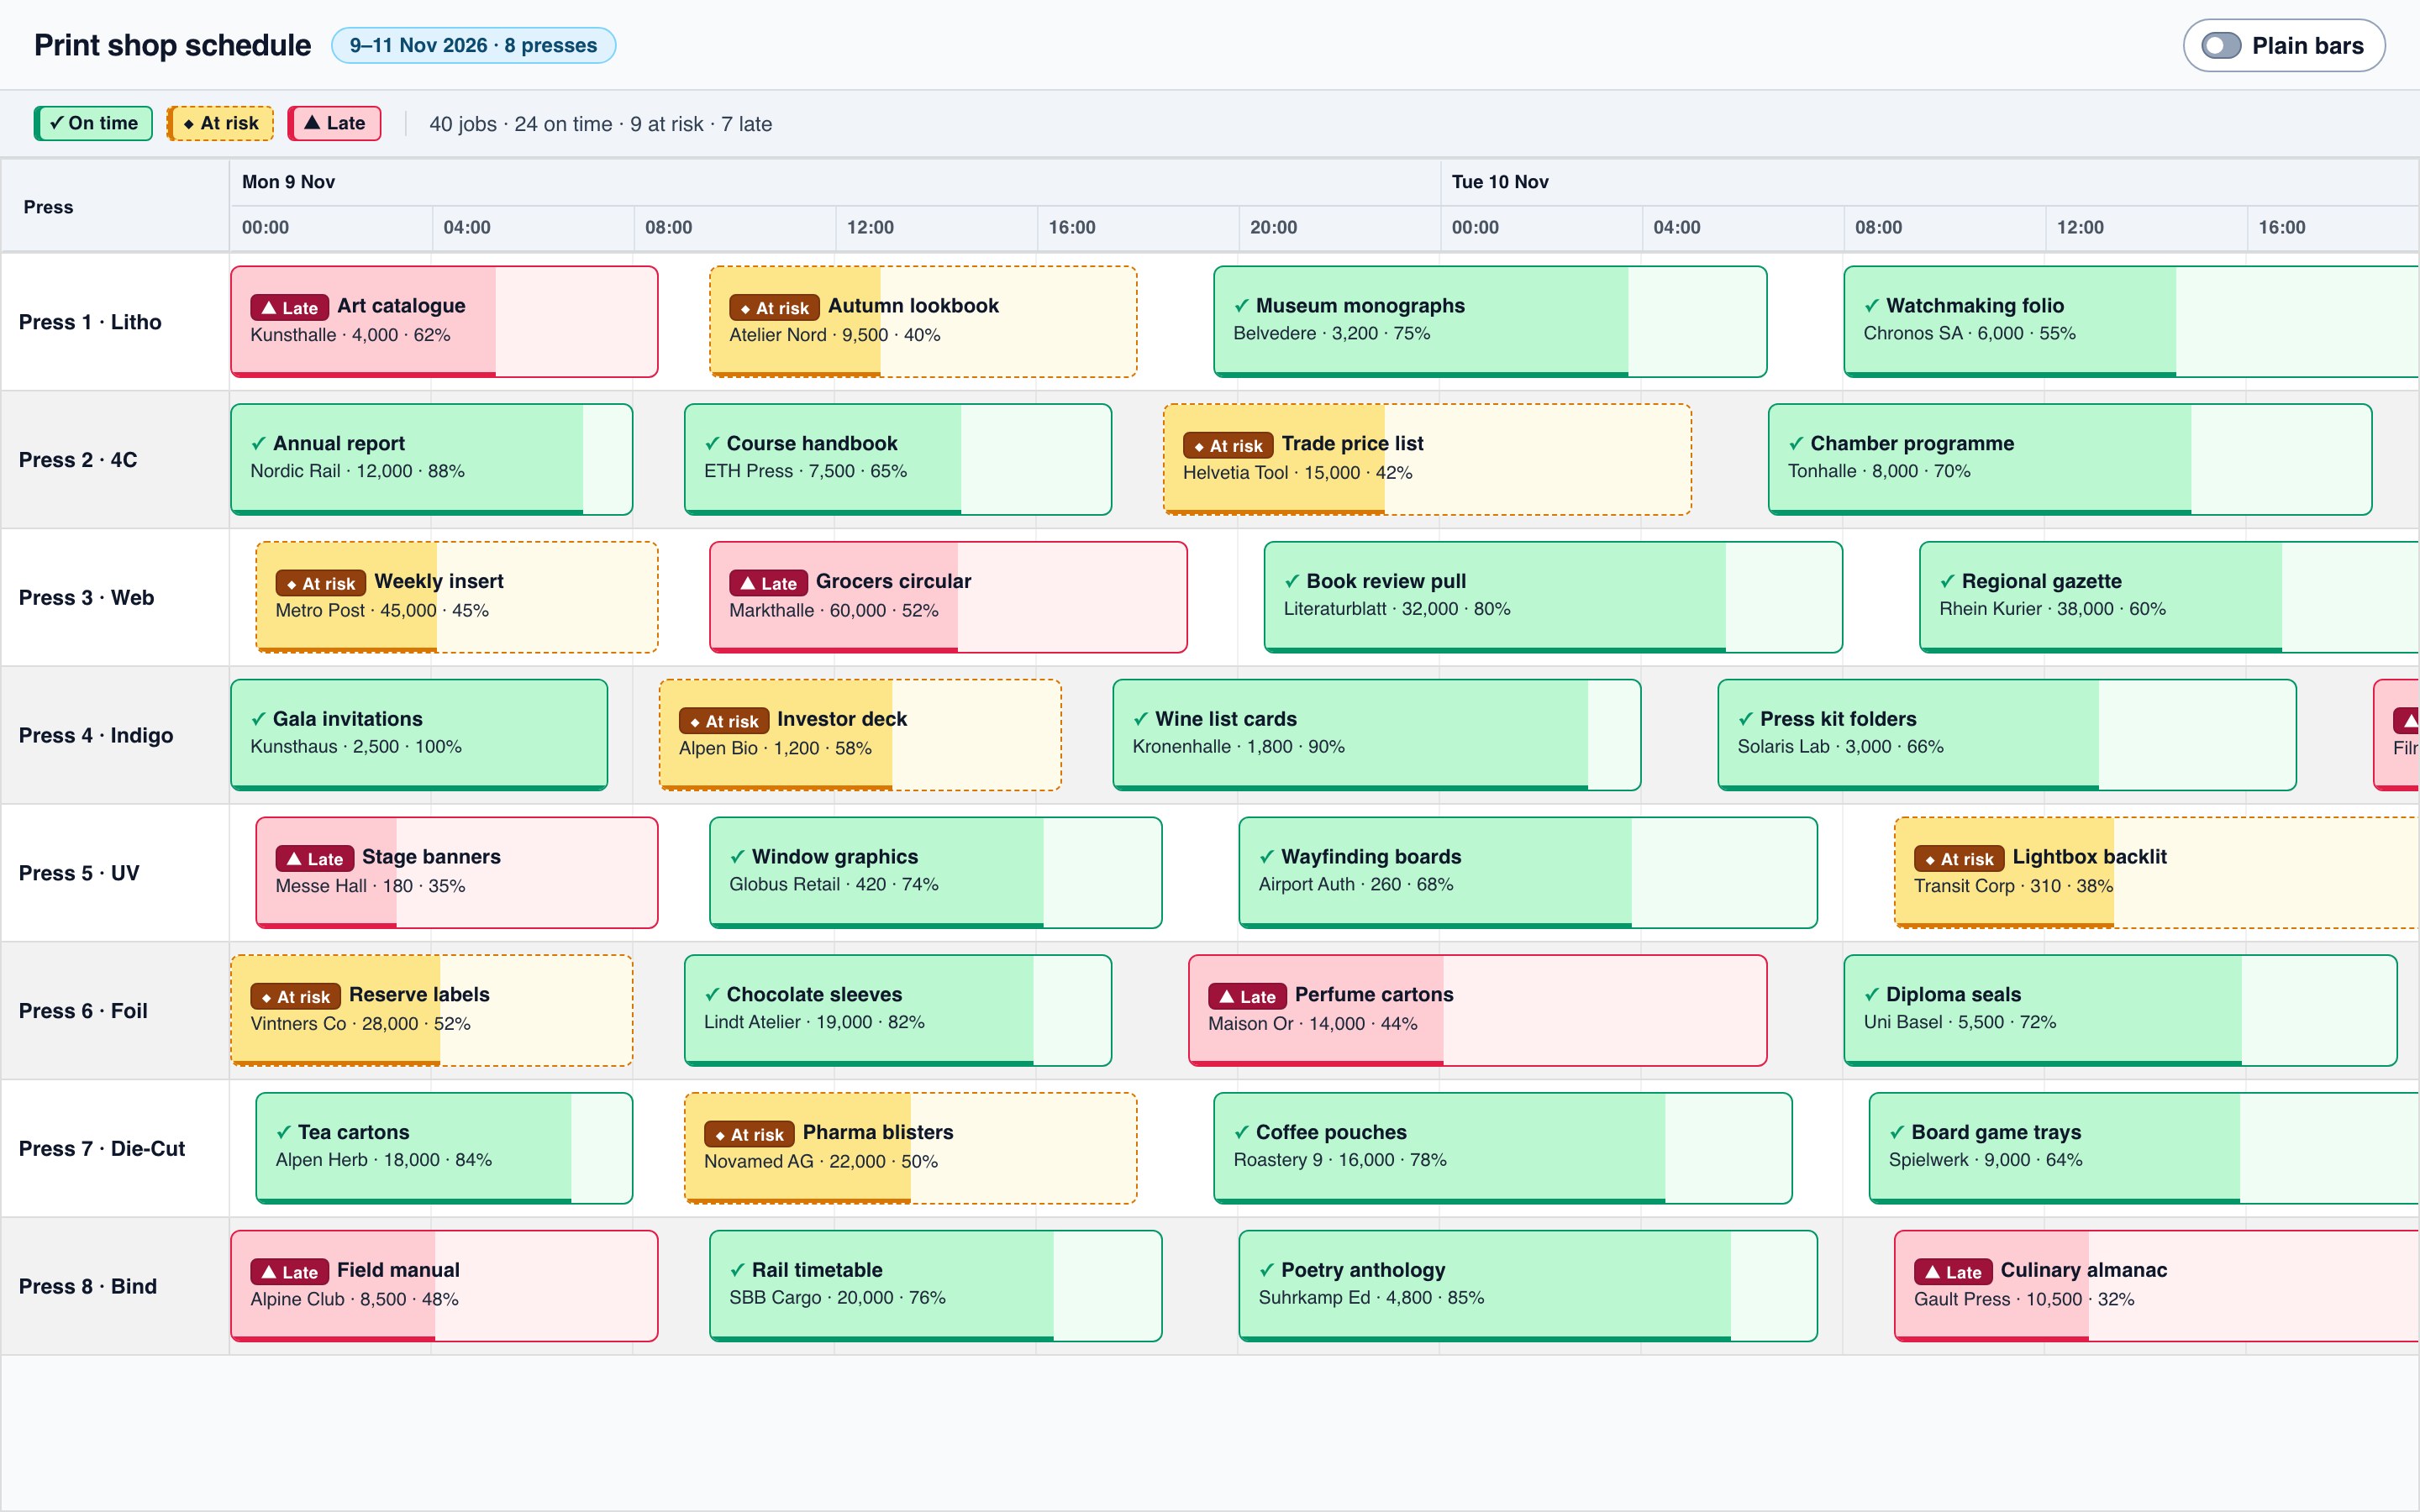 Print shop schedule
9–11 Nov 2026 · 8 presses
Plain bars
✓ On time
◆ At risk
▲ Late
40 jobs · 24 on time · 9 at risk · 7 late
Press
Mon 9 Nov
Tue 10 Nov
00:00 04:00 08:00 12:00 16:00 20:00 00:00 04:00 08:00 12:00 16:00
Press 1 · Litho
▲ Late Art catalogue
Kunsthalle · 4,000 · 62%
◆ At risk Autumn lookbook
Atelier Nord · 9,500 · 40%
✓ Museum monographs
Belvedere · 3,200 · 75%
✓ Watchmaking folio
Chronos SA · 6,000 · 55%
Press 2 · 4C
✓ Annual report
Nordic Rail · 12,000 · 88%
✓ Course handbook
ETH Press · 7,500 · 65%
◆ At risk Trade price list
Helvetia Tool · 15,000 · 42%
✓ Chamber programme
Tonhalle · 8,000 · 70%
Press 3 · Web
◆ At risk Weekly insert
Metro Post · 45,000 · 45%
▲ Late Grocers circular
Markthalle · 60,000 · 52%
✓ Book review pull
Literaturblatt · 32,000 · 80%
✓ Regional gazette
Rhein Kurier · 38,000 · 60%
Press 4 · Indigo
✓ Gala invitations
Kunsthaus · 2,500 · 100%
◆ At risk Investor deck
Alpen Bio · 1,200 · 58%
✓ Wine list cards
Kronenhalle · 1,800 · 90%
✓ Press kit folders
Solaris Lab · 3,000 · 66%
Press 5 · UV
▲ Late Stage banners
Messe Hall · 180 · 35%
✓ Window graphics
Globus Retail · 420 · 74%
✓ Wayfinding boards
Airport Auth · 260 · 68%
◆ At risk Lightbox backlit
Transit Corp · 310 · 38%
Press 6 · Foil
◆ At risk Reserve labels
Vintners Co · 28,000 · 52%
✓ Chocolate sleeves
Lindt Atelier · 19,000 · 82%
▲ Late Perfume cartons
Maison Or · 14,000 · 44%
✓ Diploma seals
Uni Basel · 5,500 · 72%
Press 7 · Die-Cut
✓ Tea cartons
Alpen Herb · 18,000 · 84%
◆ At risk Pharma blisters
Novamed AG · 22,000 · 50%
✓ Coffee pouches
Roastery 9 · 16,000 · 78%
✓ Board game trays
Spielwerk · 9,000 · 64%
Press 8 · Bind
▲ Late Field manual
Alpine Club · 8,500 · 48%
✓ Rail timetable
SBB Cargo · 20,000 · 76%
✓ Poetry anthology
Suhrkamp Ed · 4,800 · 85%
▲ Late Culinary almanac
Gault Press · 10,500 · 32%